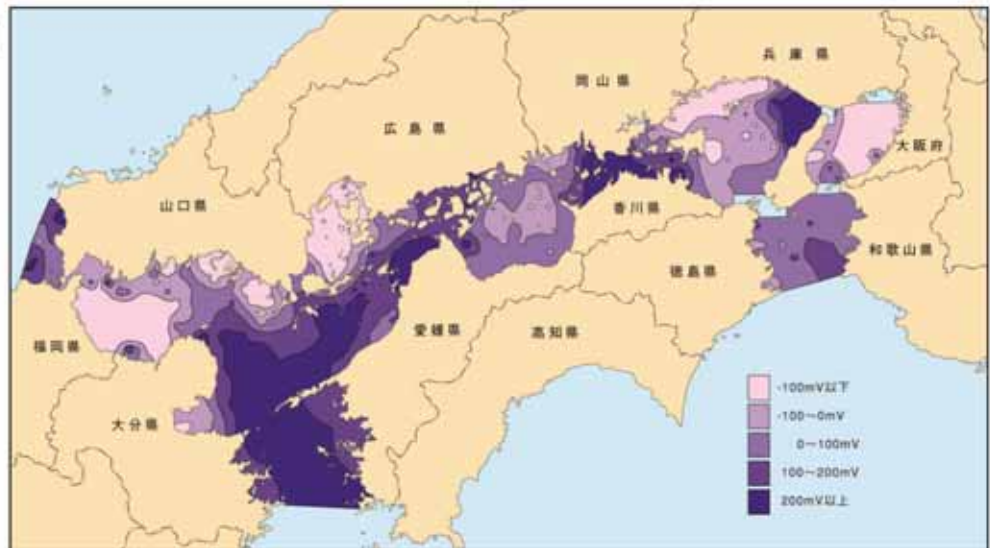 兵庫県
岡山県
広島県
大阪府
山口県
香川県
和歌山県
徳島県
愛媛県
高知県
福岡県
大分県
-100mV以下
-100～0mV
0～100mV
100～200mV
200mV以上